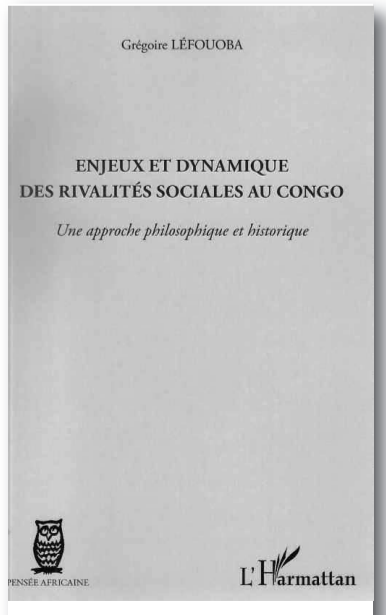 Grégoire LÉFOUOBA
ENJEUX ET DYNAMIQUE
DES RIVALITÉS SOCIALES AU CONGO
Une approche philosophique et historique
PENSÉE AFRICAINE
L'Harmattan